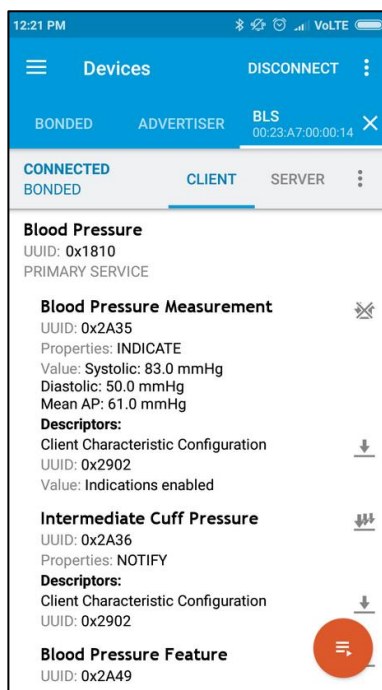 12:21 PM VoLTE
Devices DISCONNECT
BONDED ADVERTISER BLS
00:23:A7:00:00:14
CONNECTED
BONDED CLIENT SERVER
Blood Pressure
UUID: 0x1810
PRIMARY SERVICE
Blood Pressure Measurement
UUID: 0x2A35
Properties: INDICATE
Value: Systolic: 83.0 mmHg
Diastolic: 50.0 mmHg
Mean AP: 61.0 mmHg
Descriptors:
Client Characteristic Configuration
UUID: 0x2902
Value: Indications enabled
Intermediate Cuff Pressure
UUID: 0x2A36
Properties: NOTIFY
Descriptors:
Client Characteristic Configuration
UUID: 0x2902
Blood Pressure Feature
UUID: 0x2A49